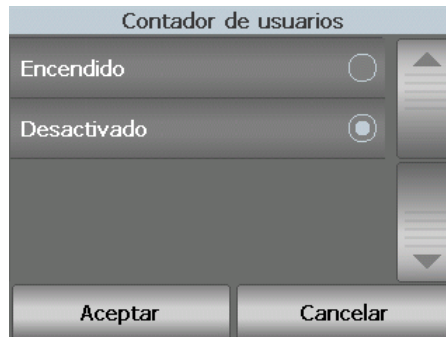 Contador de usuarios
Encendido
Desactivado
Aceptar
Cancelar